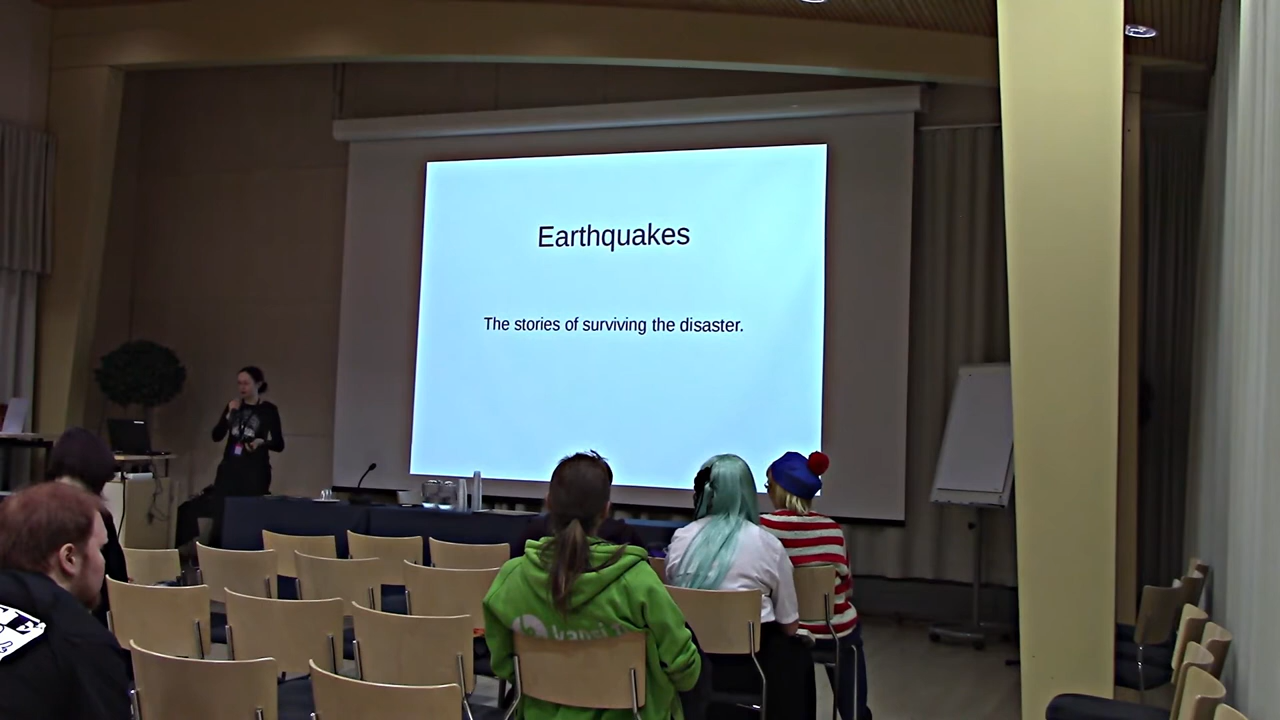 Earthquakes
The stories of surviving the disaster.